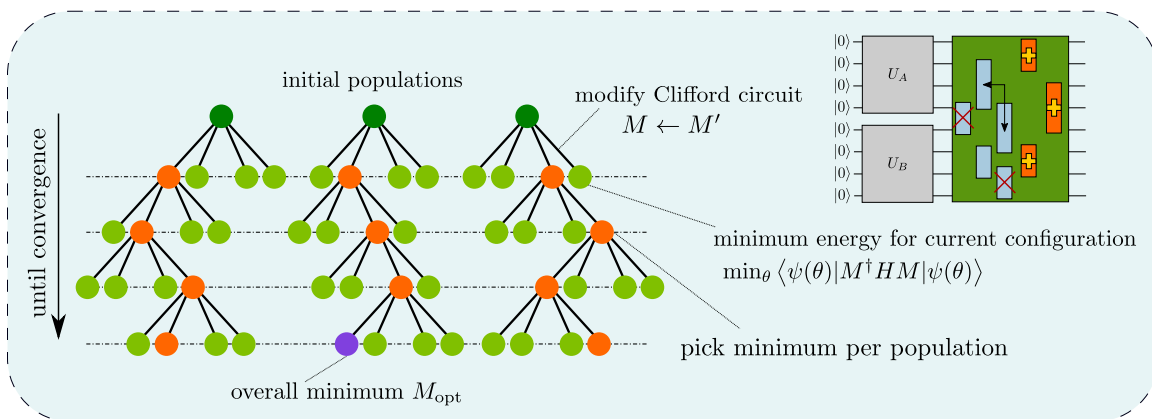 initial populations
until convergence
modify Clifford circuit
M ← M′
|0⟩
|0⟩
|0⟩
|0⟩
|0⟩
|0⟩
|0⟩
|0⟩
U_A
U_B
minimum energy for current configuration
min_θ ⟨ψ(θ)|M†HM|ψ(θ)⟩
pick minimum per population
overall minimum M_opt